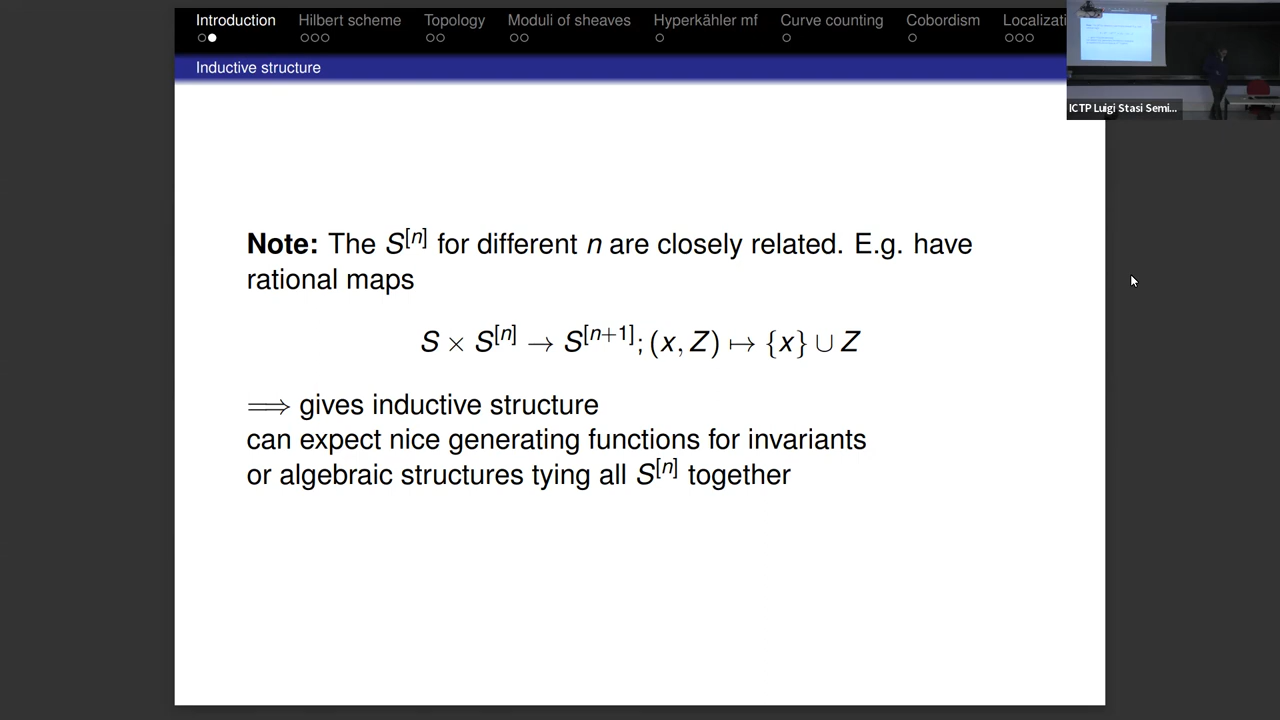 Introduction Hilbert scheme Topology Moduli of sheaves Hyperkähler mf Curve counting Cobordism Localizati
Inductive structure
ICTP Luigi Stasi Semi...
Note: The S^[n] for different n are closely related. E.g. have
rational maps
S × S^[n] → S^[n+1]; (x, Z) ↦ {x} ∪ Z
⟹ gives inductive structure
can expect nice generating functions for invariants
or algebraic structures tying all S^[n] together